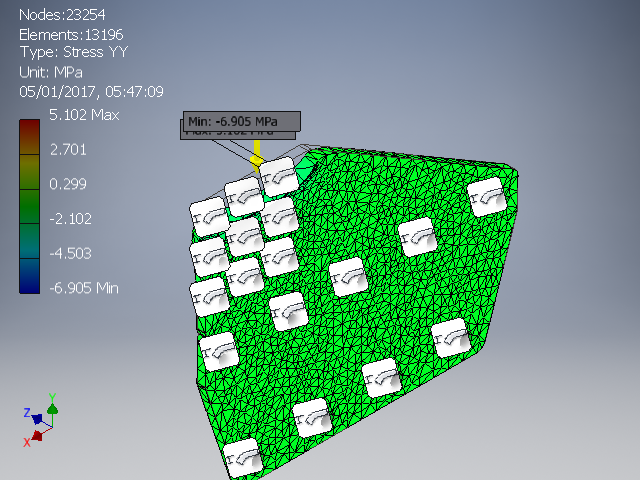 Nodes:23254
Elements:13196
Type: Stress YY
Unit: MPa
05/01/2017, 05:47:09
5.102 Max
2.701
0.299
-2.102
-4.503
-6.905 Min
Min: -6.905 MPa
Max: 5.102 MPa
Y
Z
X